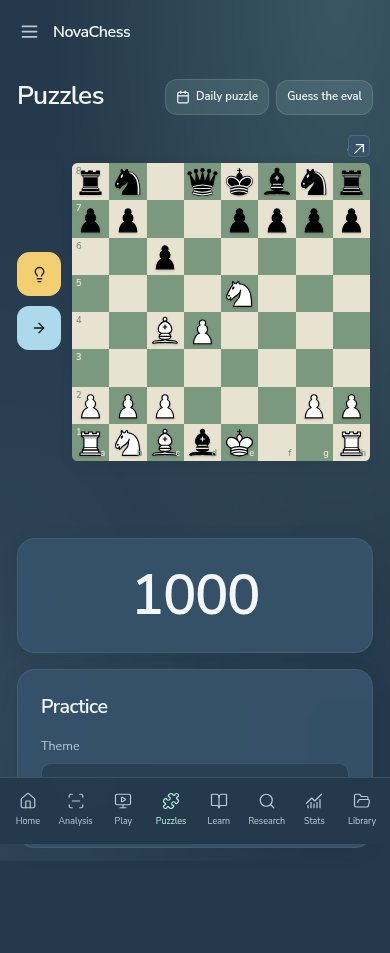 NovaChess
Puzzles
Daily puzzle
Guess the eval
8
7
6
5
4
3
2
1
a
c
d
e
f
g
h
1000
Practice
Theme
Home
Analysis
Play
Puzzles
Learn
Research
Stats
Library